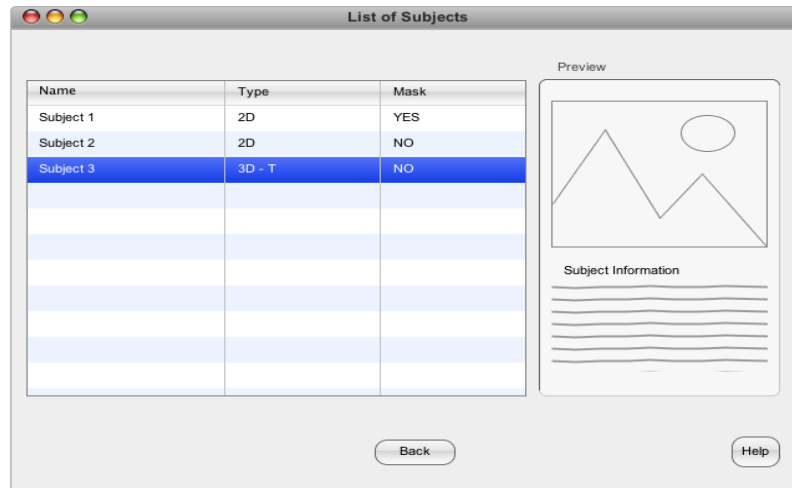 List of Subjects
Preview
Name Type Mask
Subject 1 2D YES
Subject 2 2D NO
Subject 3 3D - T NO
Subject Information
Back Help